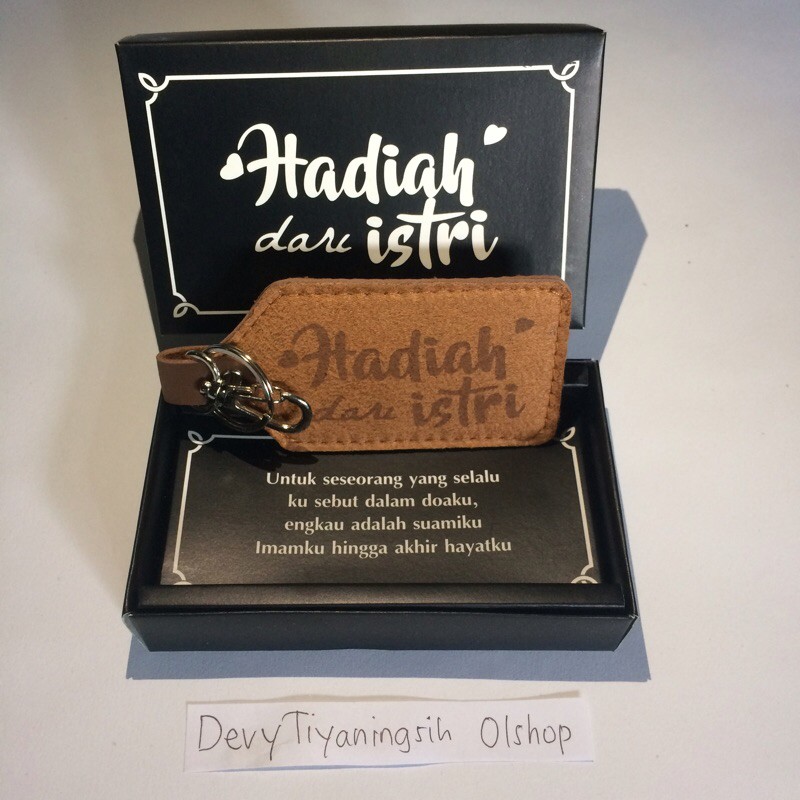 Hadiah
dari istri
Hadiah
dari istri
Untuk seseorang yang selalu
ku sebut dalam doaku,
engkau adalah suamiku
Imamku hingga akhir hayatku
DevyTiyaningsih Olshop